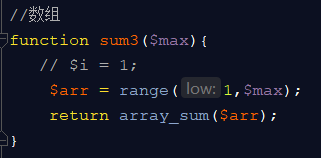 //数组
function sum3($max){
// $i = 1;
$arr = range( low: 1,$max);
return array_sum($arr);
}